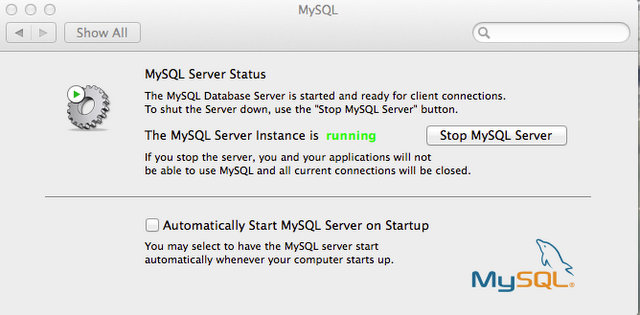 MySQL
Show All
MySQL Server Status
The MySQL Database Server is started and ready for client connections.
To shut the Server down, use the "Stop MySQL Server" button.
The MySQL Server Instance is running
Stop MySQL Server
If you stop the server, you and your applications will not
be able to use MySQL and all current connections will be closed.
Automatically Start MySQL Server on Startup
You may select to have the MySQL server start
automatically whenever your computer starts up.
MySQL®